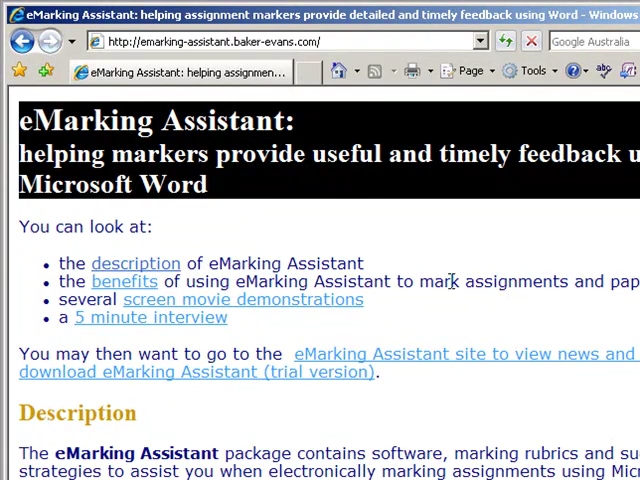 eMarking Assistant: helping assignment markers provide detailed and timely feedback using Word - Windows
http://emarking-assistant.baker-evans.com/
Google Australia
eMarking Assistant: helping assignmen...
Page
Tools
eMarking Assistant:
helping markers provide useful and timely feedback
Microsoft Word
You can look at:
the description of eMarking Assistant
the benefits of using eMarking Assistant to mark assignments and
several screen movie demonstrations
a 5 minute interview
You may then want to go to the eMarking Assistant site to view news and
download eMarking Assistant (trial version).
Description
The eMarking Assistant package contains software, marking rubrics and
strategies to assist you when electronically marking assignments using